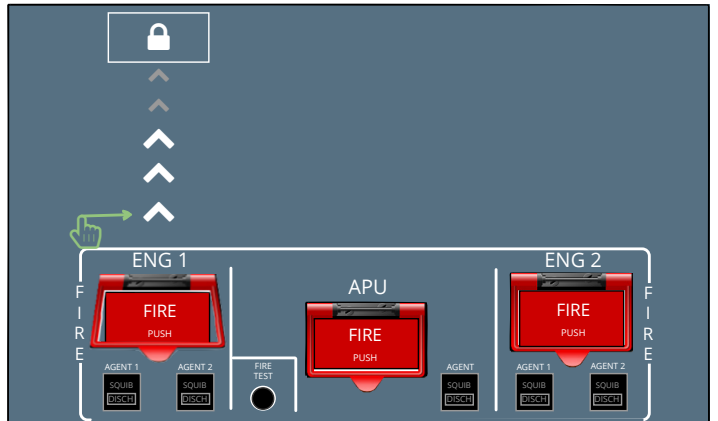 ENG 1
ENG 2
APU
FIRE
PUSH
FIRE
PUSH
FIRE
PUSH
F
I
R
E
F
I
R
E
AGENT 1
AGENT 2
FIRE
TEST
AGENT
AGENT 1
AGENT 2
SQUIB
DISCH
SQUIB
DISCH
SQUIB
DISCH
SQUIB
DISCH
SQUIB
DISCH